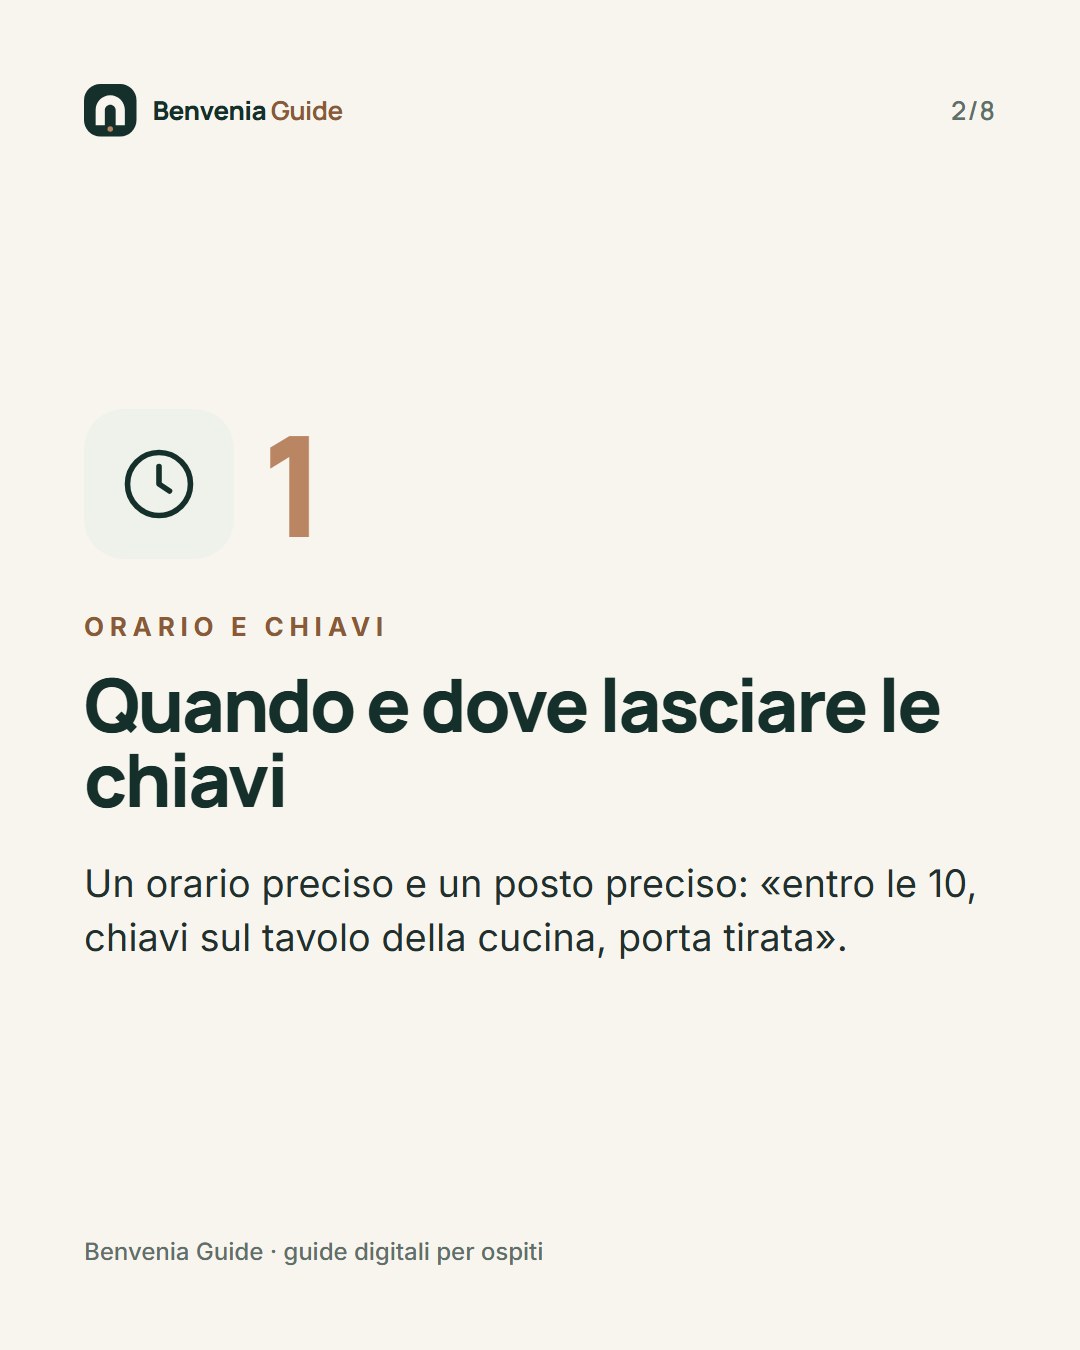 Benvenia Guide
2/8
1
ORARIO E CHIAVI
Quando e dove lasciare le
chiavi
Un orario preciso e un posto preciso: «entro le 10,
chiavi sul tavolo della cucina, porta tirata».
Benvenia Guide · guide digitali per ospiti